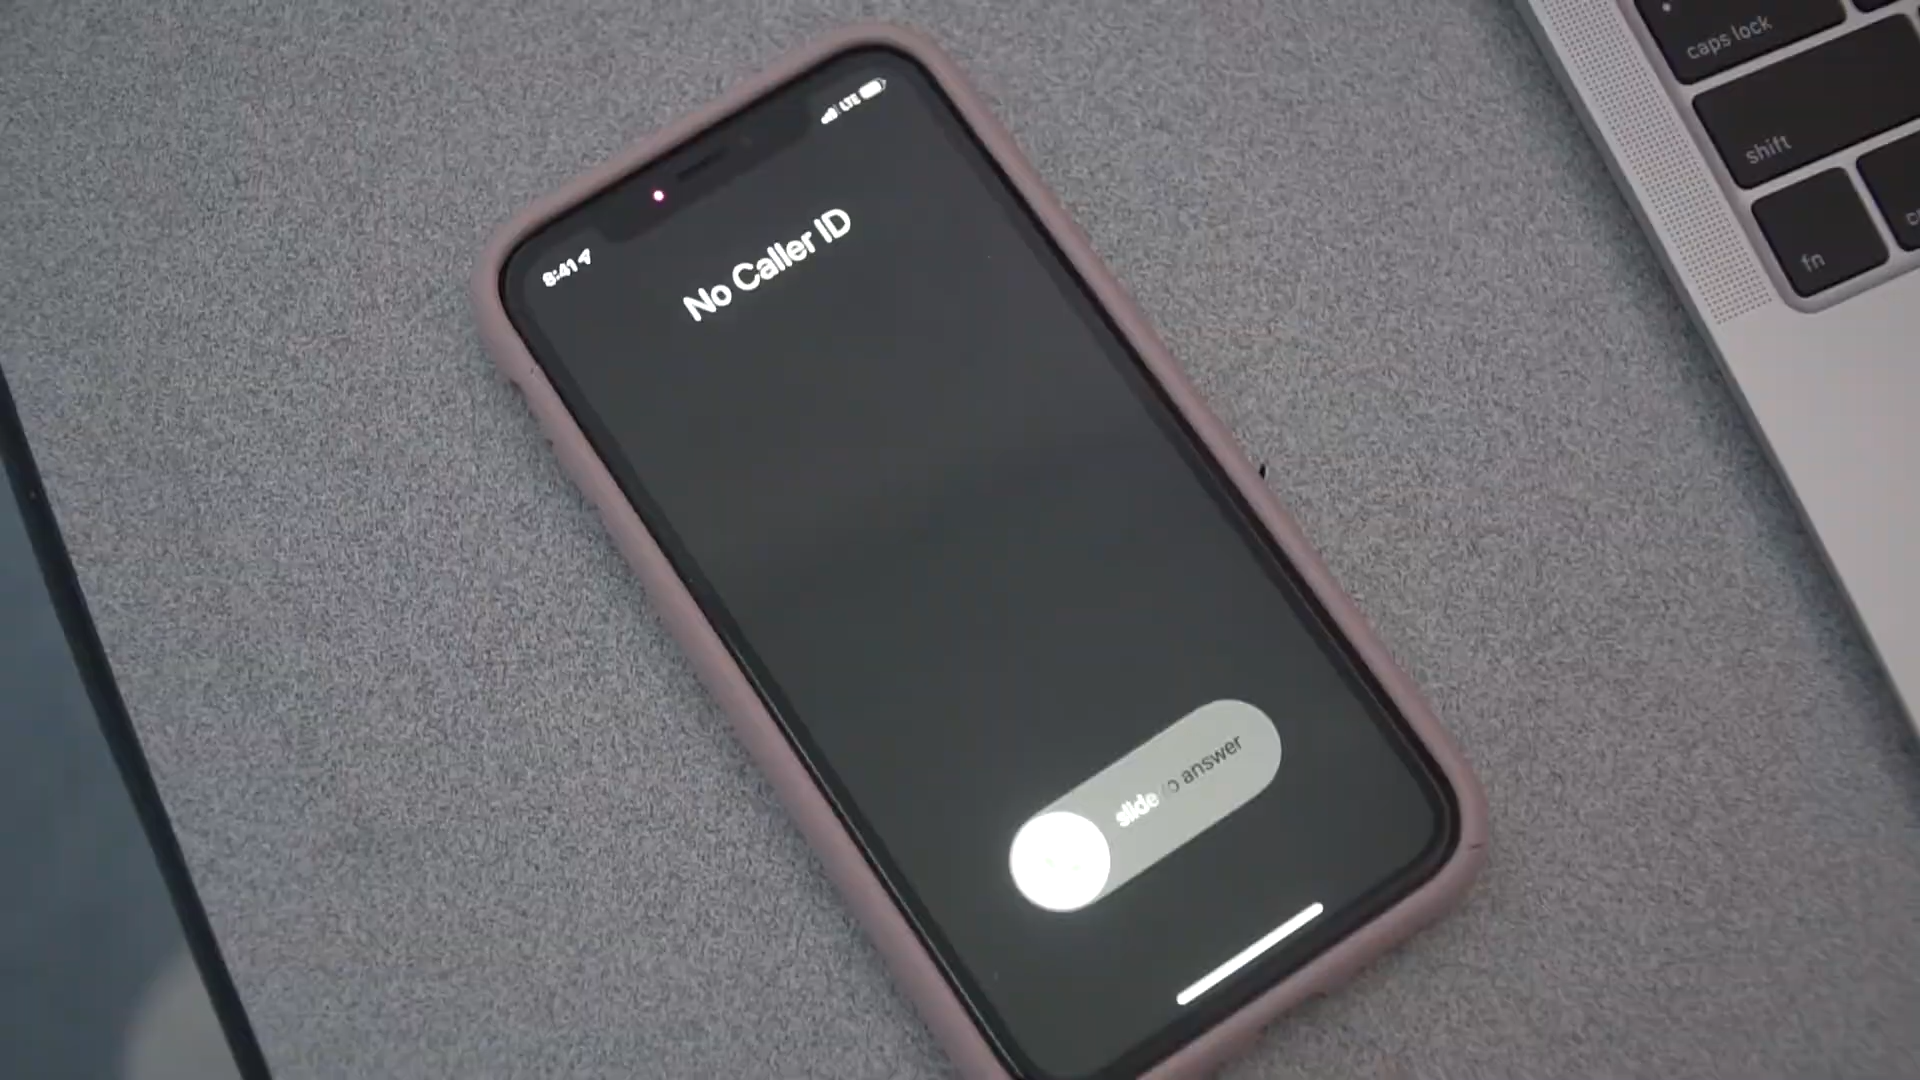 LTE
8:41
No Caller ID
slide to answer
caps lock
shift
fn